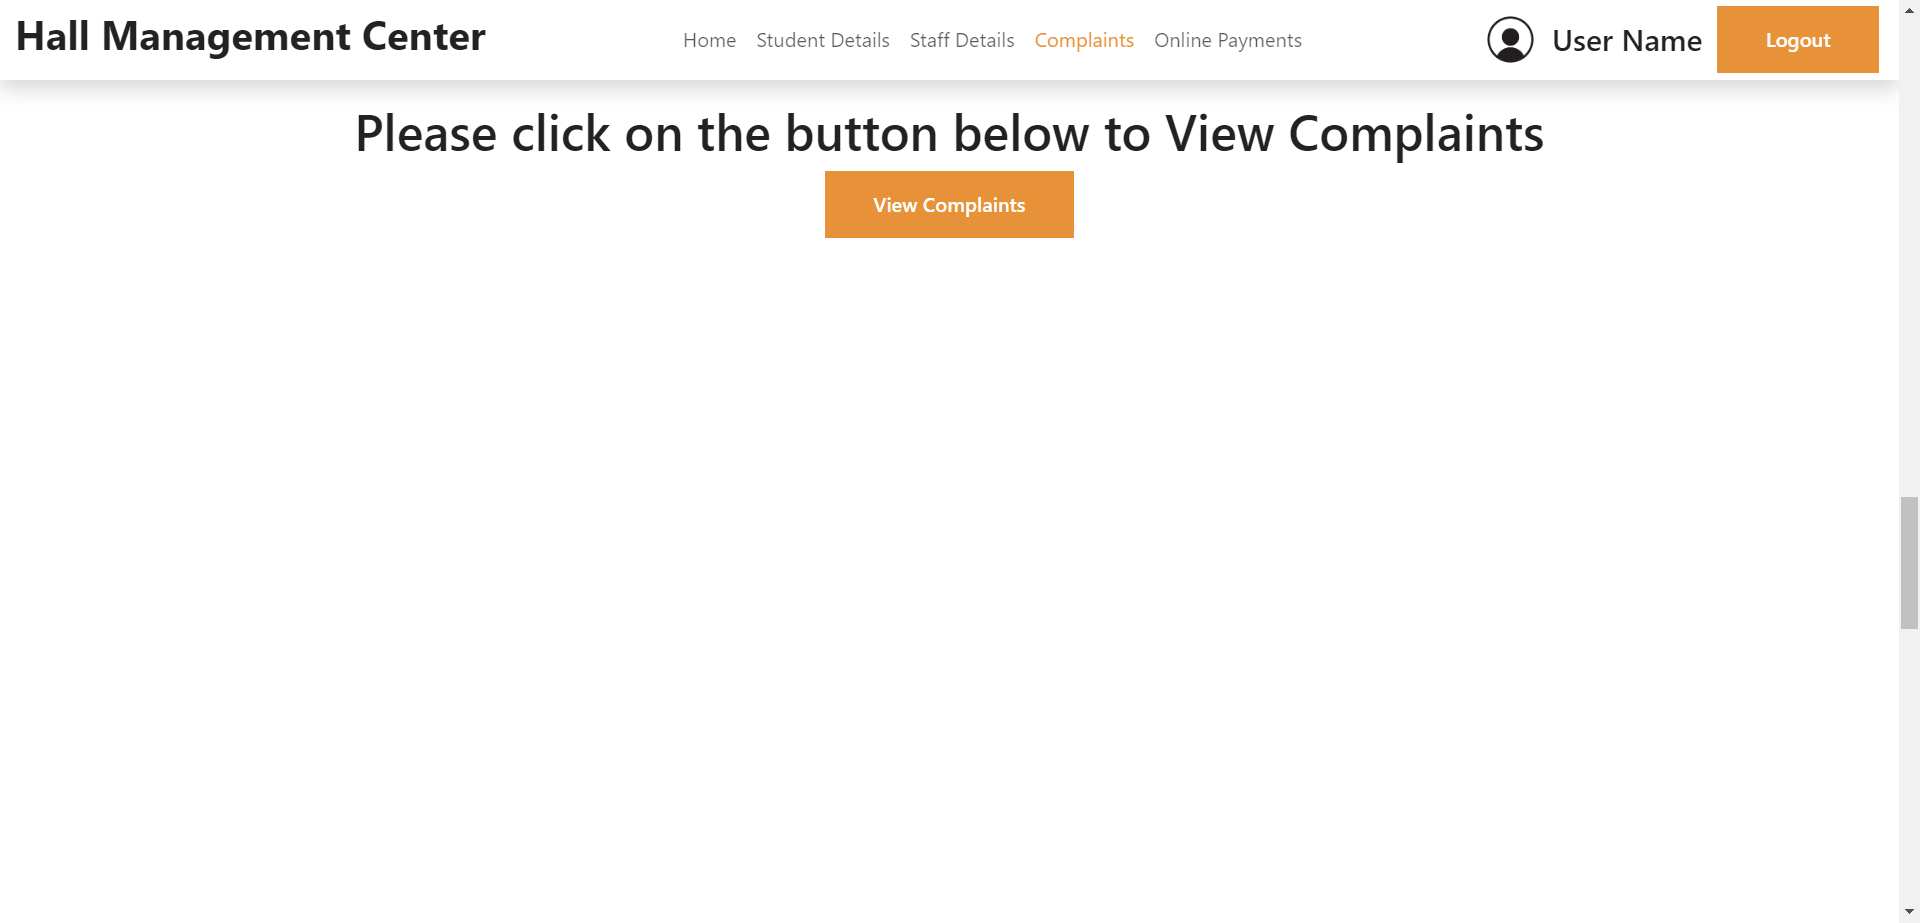 Hall Management Center
Home Student Details Staff Details Complaints Online Payments
User Name
Logout
Please click on the button below to View Complaints
View Complaints